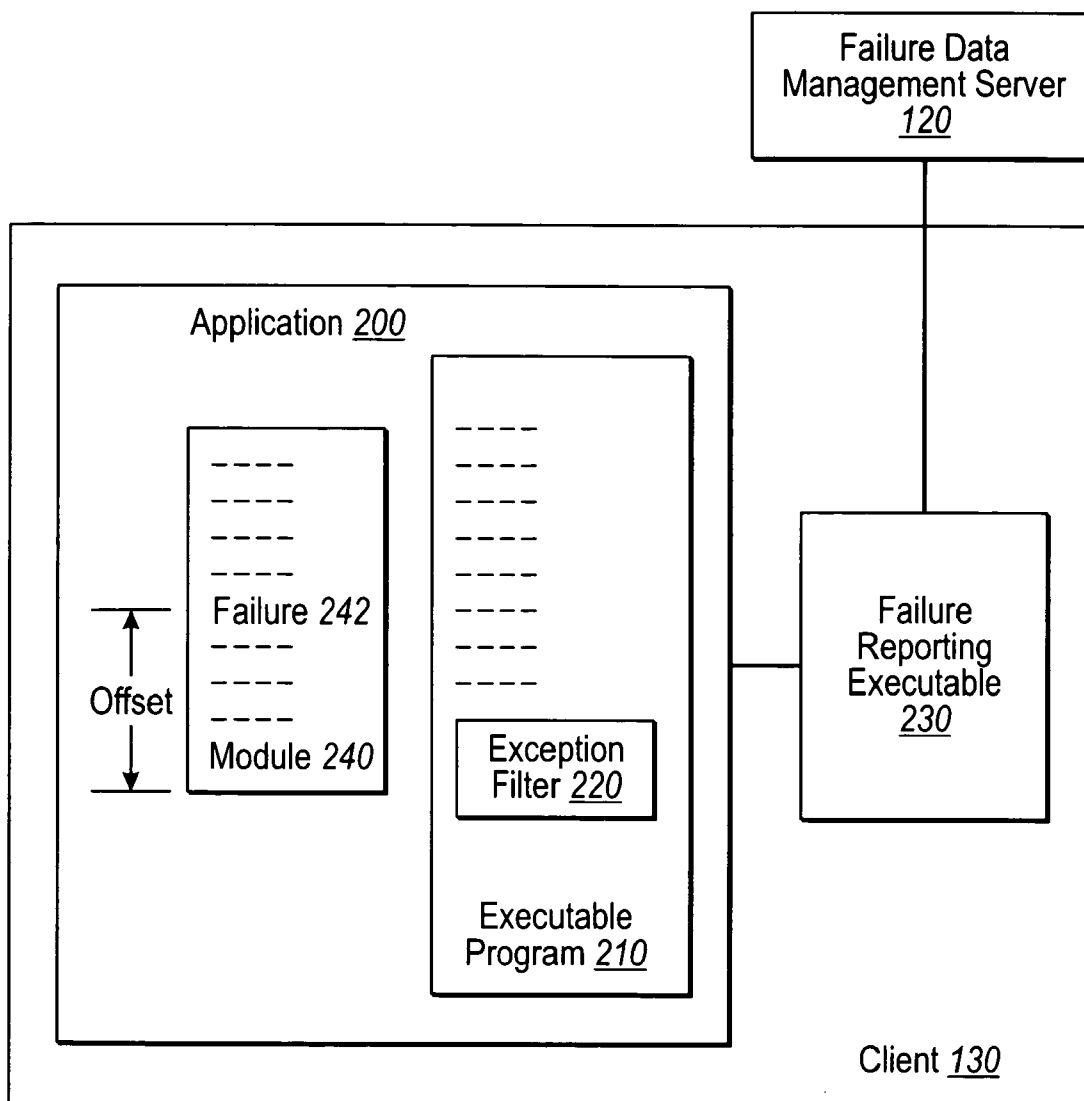 Failure Data
Management Server
120
Application 200
Failure 242
Offset
Module 240
Exception
Filter 220
Executable
Program 210
Failure
Reporting
Executable
230
Client 130